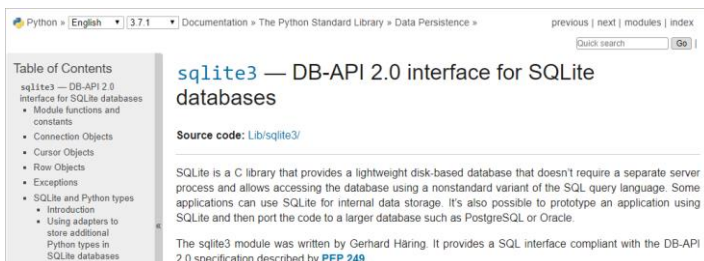 Python » English 3.7.1 Documentation » The Python Standard Library » Data Persistence » previous | next | modules | index
Quick search Go |
Table of Contents
sqlite3 — DB-API 2.0
interface for SQLite databases
Module functions and
constants
Connection Objects
Cursor Objects
Row Objects
Exceptions
SQLite and Python types
Introduction
Using adapters to
store additional
Python types in
SQLite databases
«
sqlite3 — DB-API 2.0 interface for SQLite
databases
Source code: Lib/sqlite3/
SQLite is a C library that provides a lightweight disk-based database that doesn't require a separate server
process and allows accessing the database using a nonstandard variant of the SQL query language. Some
applications can use SQLite for internal data storage. It's also possible to prototype an application using
SQLite and then port the code to a larger database such as PostgreSQL or Oracle.
The sqlite3 module was written by Gerhard Häring. It provides a SQL interface compliant with the DB-API
2.0 specification described by PEP 249.